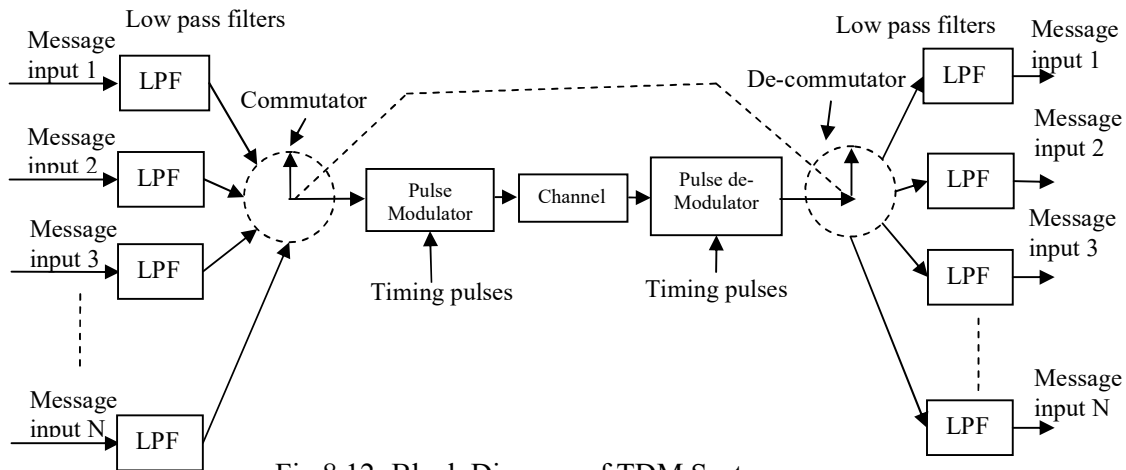 Low pass filters
Message
input 1
LPF
Message
input 2
LPF
Message
input 3
LPF
Message
input N
LPF
Commutator
Pulse
Modulator
Timing pulses
Channel
Pulse de-
Modulator
Timing pulses
De-commutator
Low pass filters
LPF
Message
input 1
LPF
Message
input 2
LPF
Message
input 3
LPF
Message
input N
Fig 8.12. Block Diagram of TDM Syst